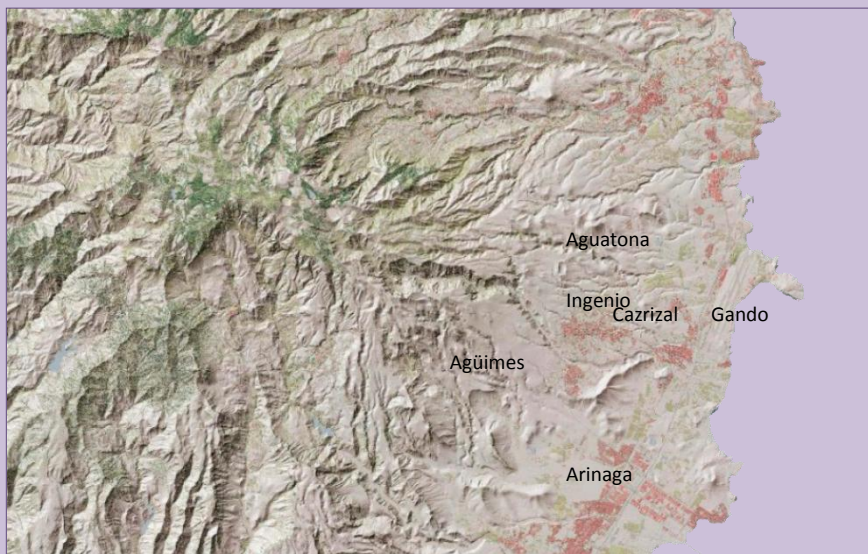 Aguatona
Ingenio
Cazrizal
Gando
Agüimes
Arinaga